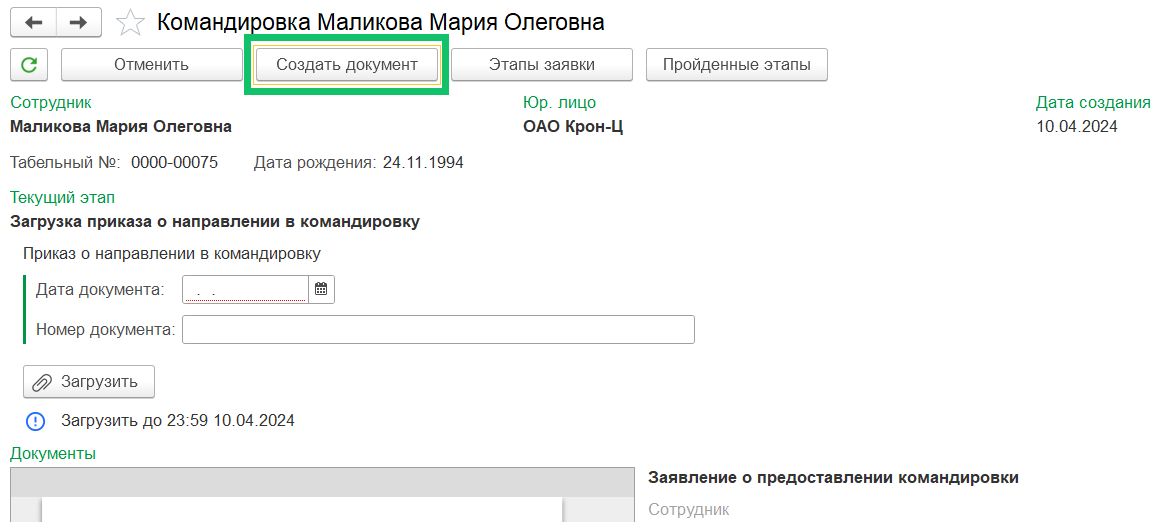 Командировка Маликова Мария Олеговна
Отменить Создать документ Этапы заявки Пройденные этапы
Сотрудник Юр. лицо Дата создания
Маликова Мария Олеговна ОАО Крон-Ц 10.04.2024
Табельный №: 0000-00075 Дата рождения: 24.11.1994
Текущий этап
Загрузка приказа о направлении в командировку
Приказ о направлении в командировку
Дата документа: . .
Номер документа:
Загрузить
Загрузить до 23:59 10.04.2024
Документы
Заявление о предоставлении командировки
Сотрудник